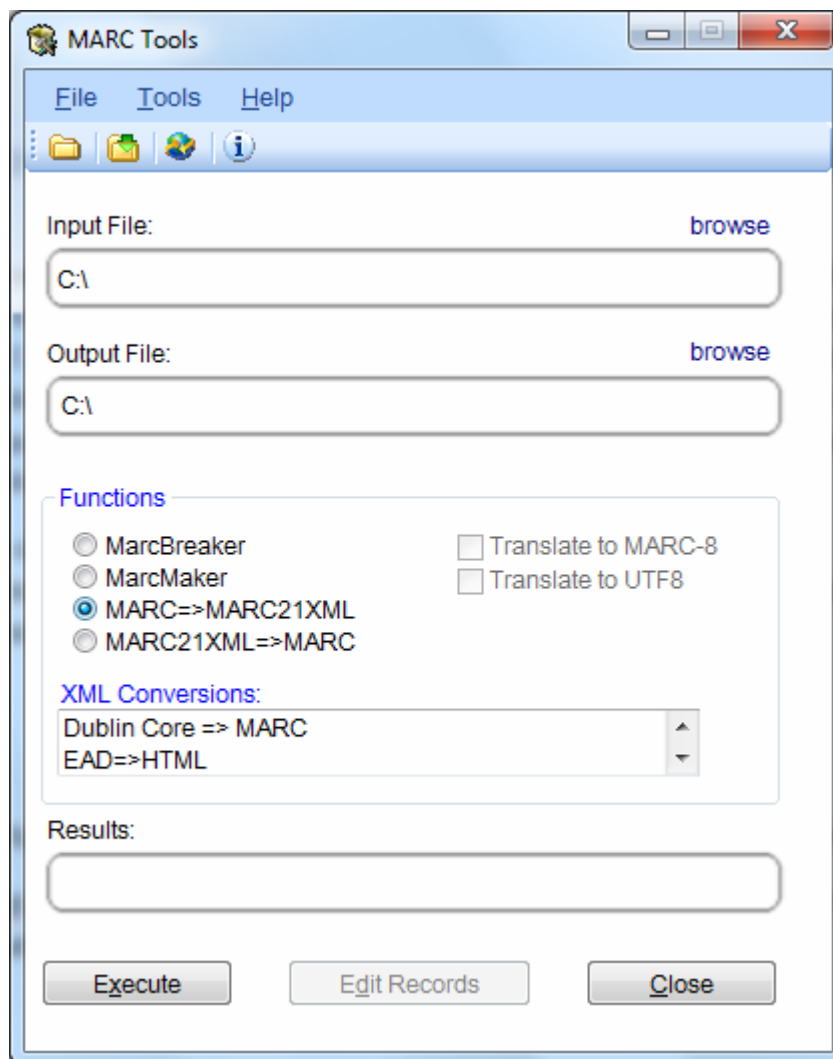 MARC Tools
File Tools Help
Input File: browse
C:\
Output File: browse
C:\
Functions
MarcBreaker Translate to MARC-8
MarcMaker Translate to UTF8
MARC=>MARC21XML
MARC21XML=>MARC
XML Conversions:
Dublin Core => MARC
EAD=>HTML
Results:
Execute Edit Records Close